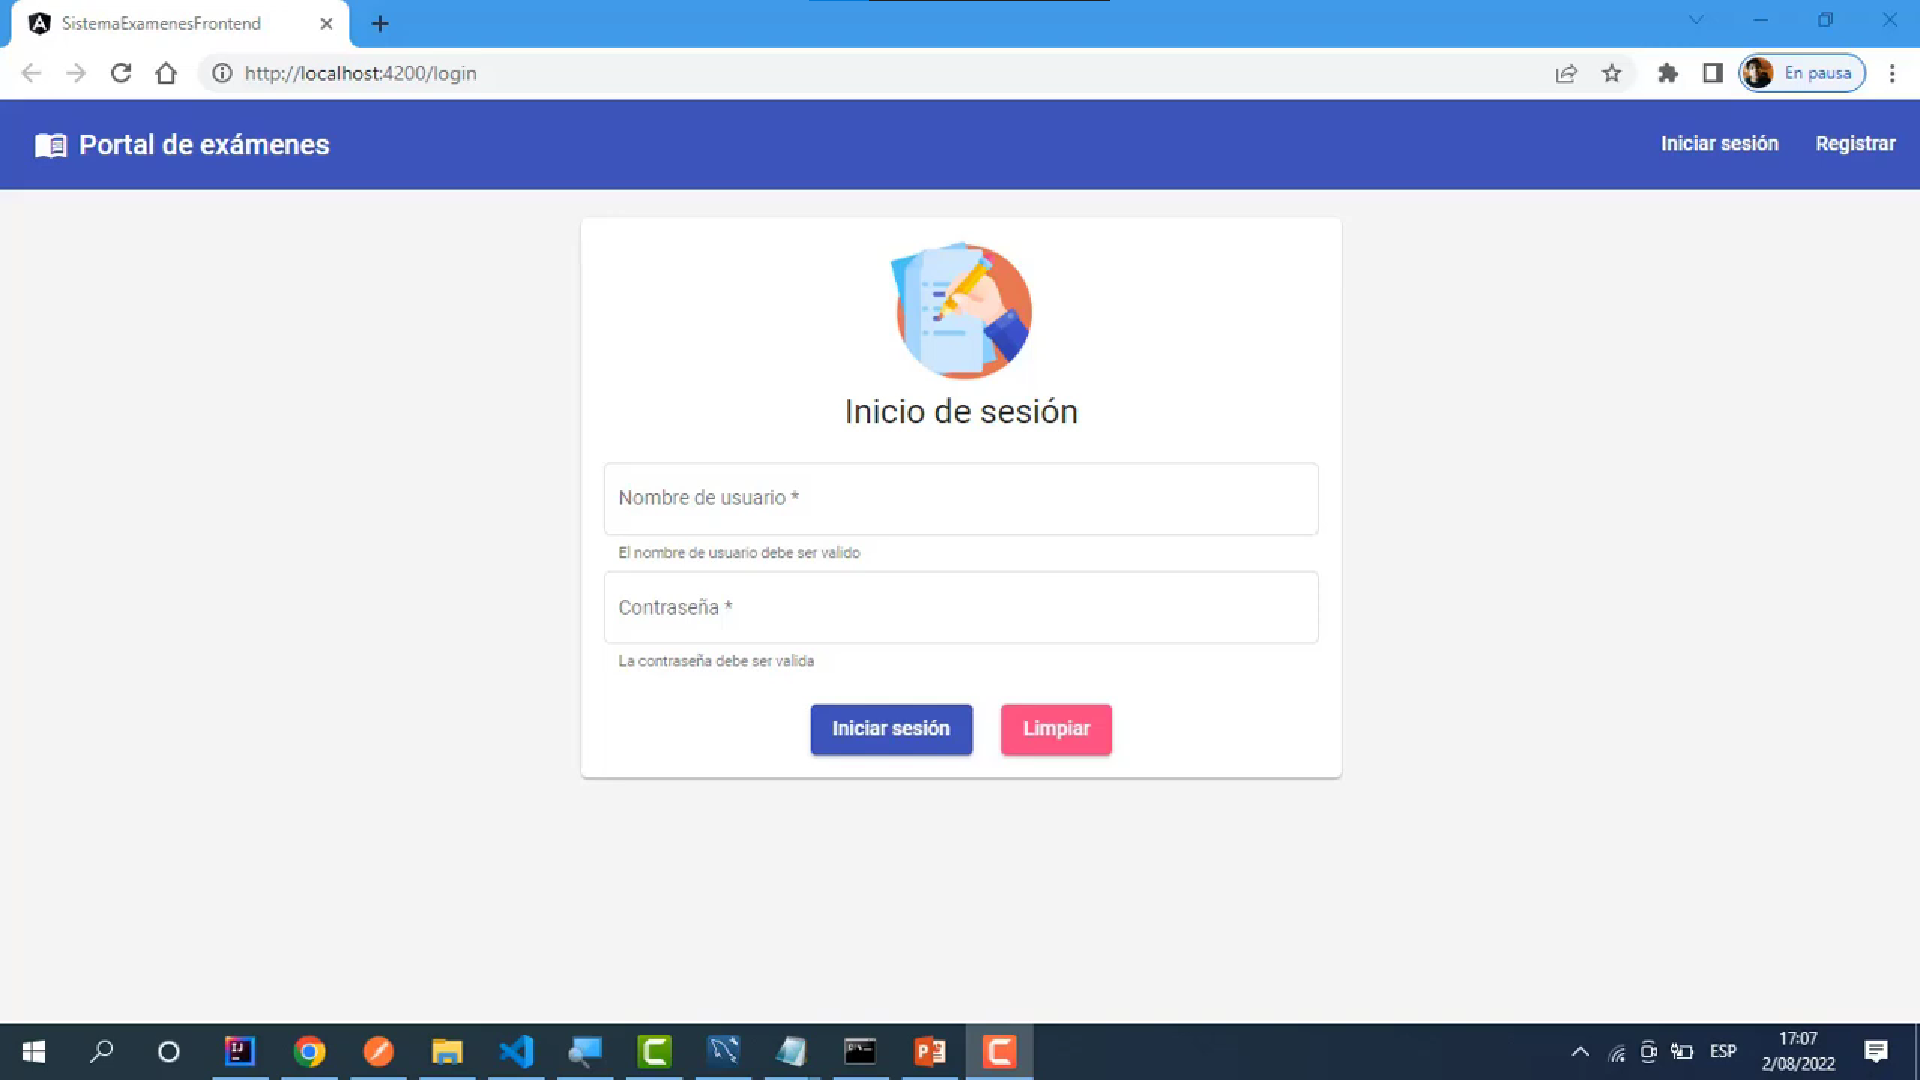 SistemaExamenesFrontend
http://localhost:4200/login
En pausa
Portal de exámenes
Iniciar sesión
Registrar
Inicio de sesión
Nombre de usuario *
El nombre de usuario debe ser valido
Contraseña *
La contraseña debe ser valida
Iniciar sesión
Limpiar
ESP
17:07
2/08/2022